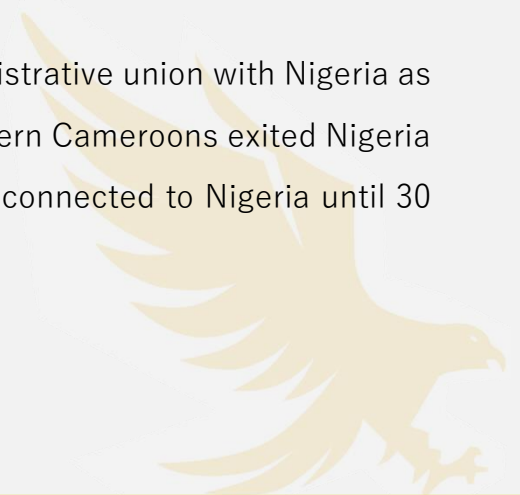 istrative union with Nigeria as
ern Cameroons exited Nigeria
connected to Nigeria until 30